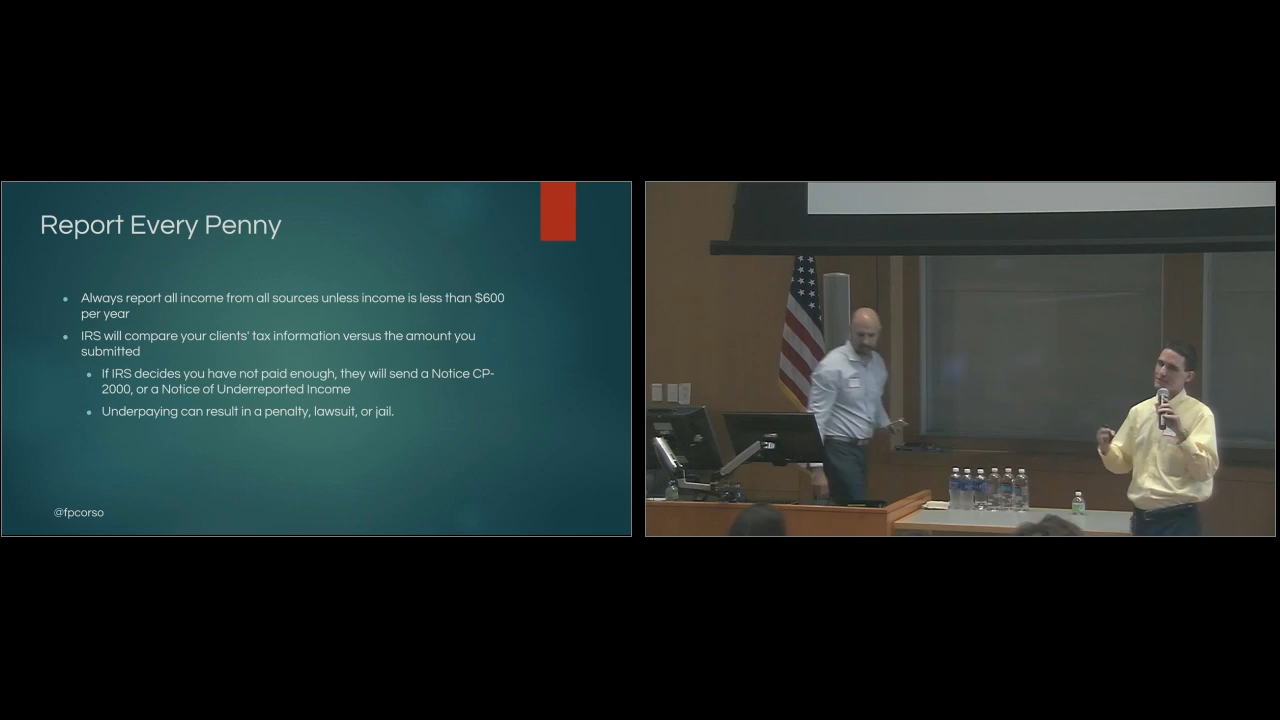 Report Every Penny
Always report all income from all sources unless income is less than $600
per year
IRS will compare your clients' tax information versus the amount you
submitted
If IRS decides you have not paid enough, they will send a Notice CP-
2000, or a Notice of Underreported Income
Underpaying can result in a penalty, lawsuit, or jail.
@fpcorso